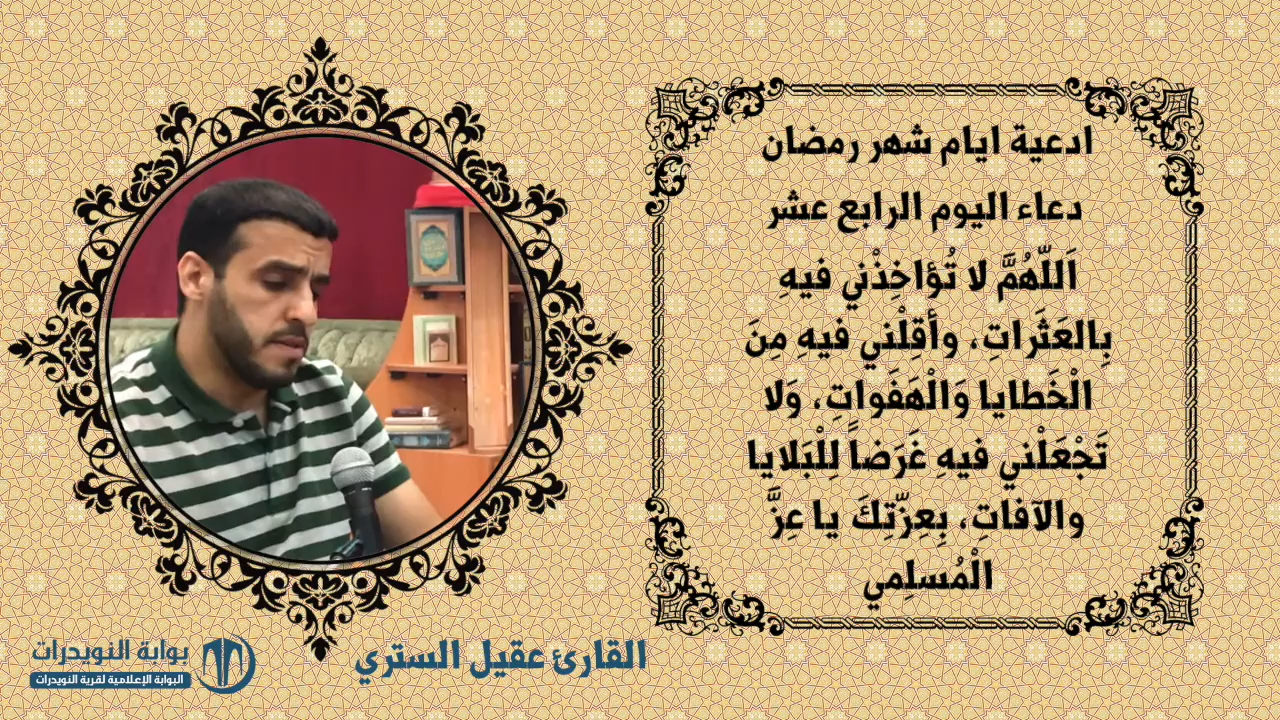 ادعية ايام شهر رمضان
دعاء اليوم الرابع عشر
اَللّهُمَّ لا تُؤاخِذْني فيهِ
بِالعَثَراتِ، وأقِلْني فيهِ مِنَ
الْخَطايا وَالْهَفَواتِ، وَلا
تَجْعَلْني فيهِ غَرَضاً لِلْبَلايا
والآفاتِ، بِعِزّتِكَ يا عِزَّ
الْمُسلِمي
القارئ عقيل الستري
بوابة النويدرات
البوابة الإعلامية لقرية النويدرات